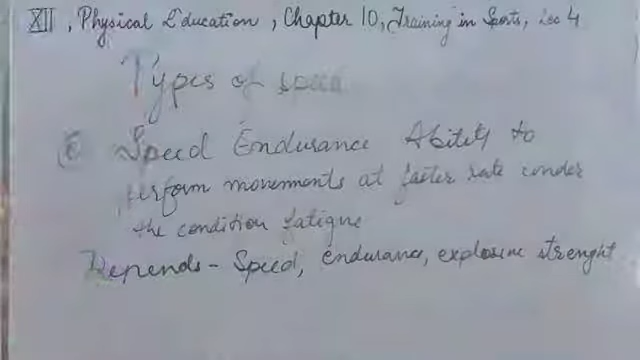 XII, Physical Education, Chapter 10, Training in Sports, Lec 4
Types of speed
Speed Endurance Ability to
perform movements at faster rate under
the condition fatigue
Depends - Speed, endurance, explosive strenght